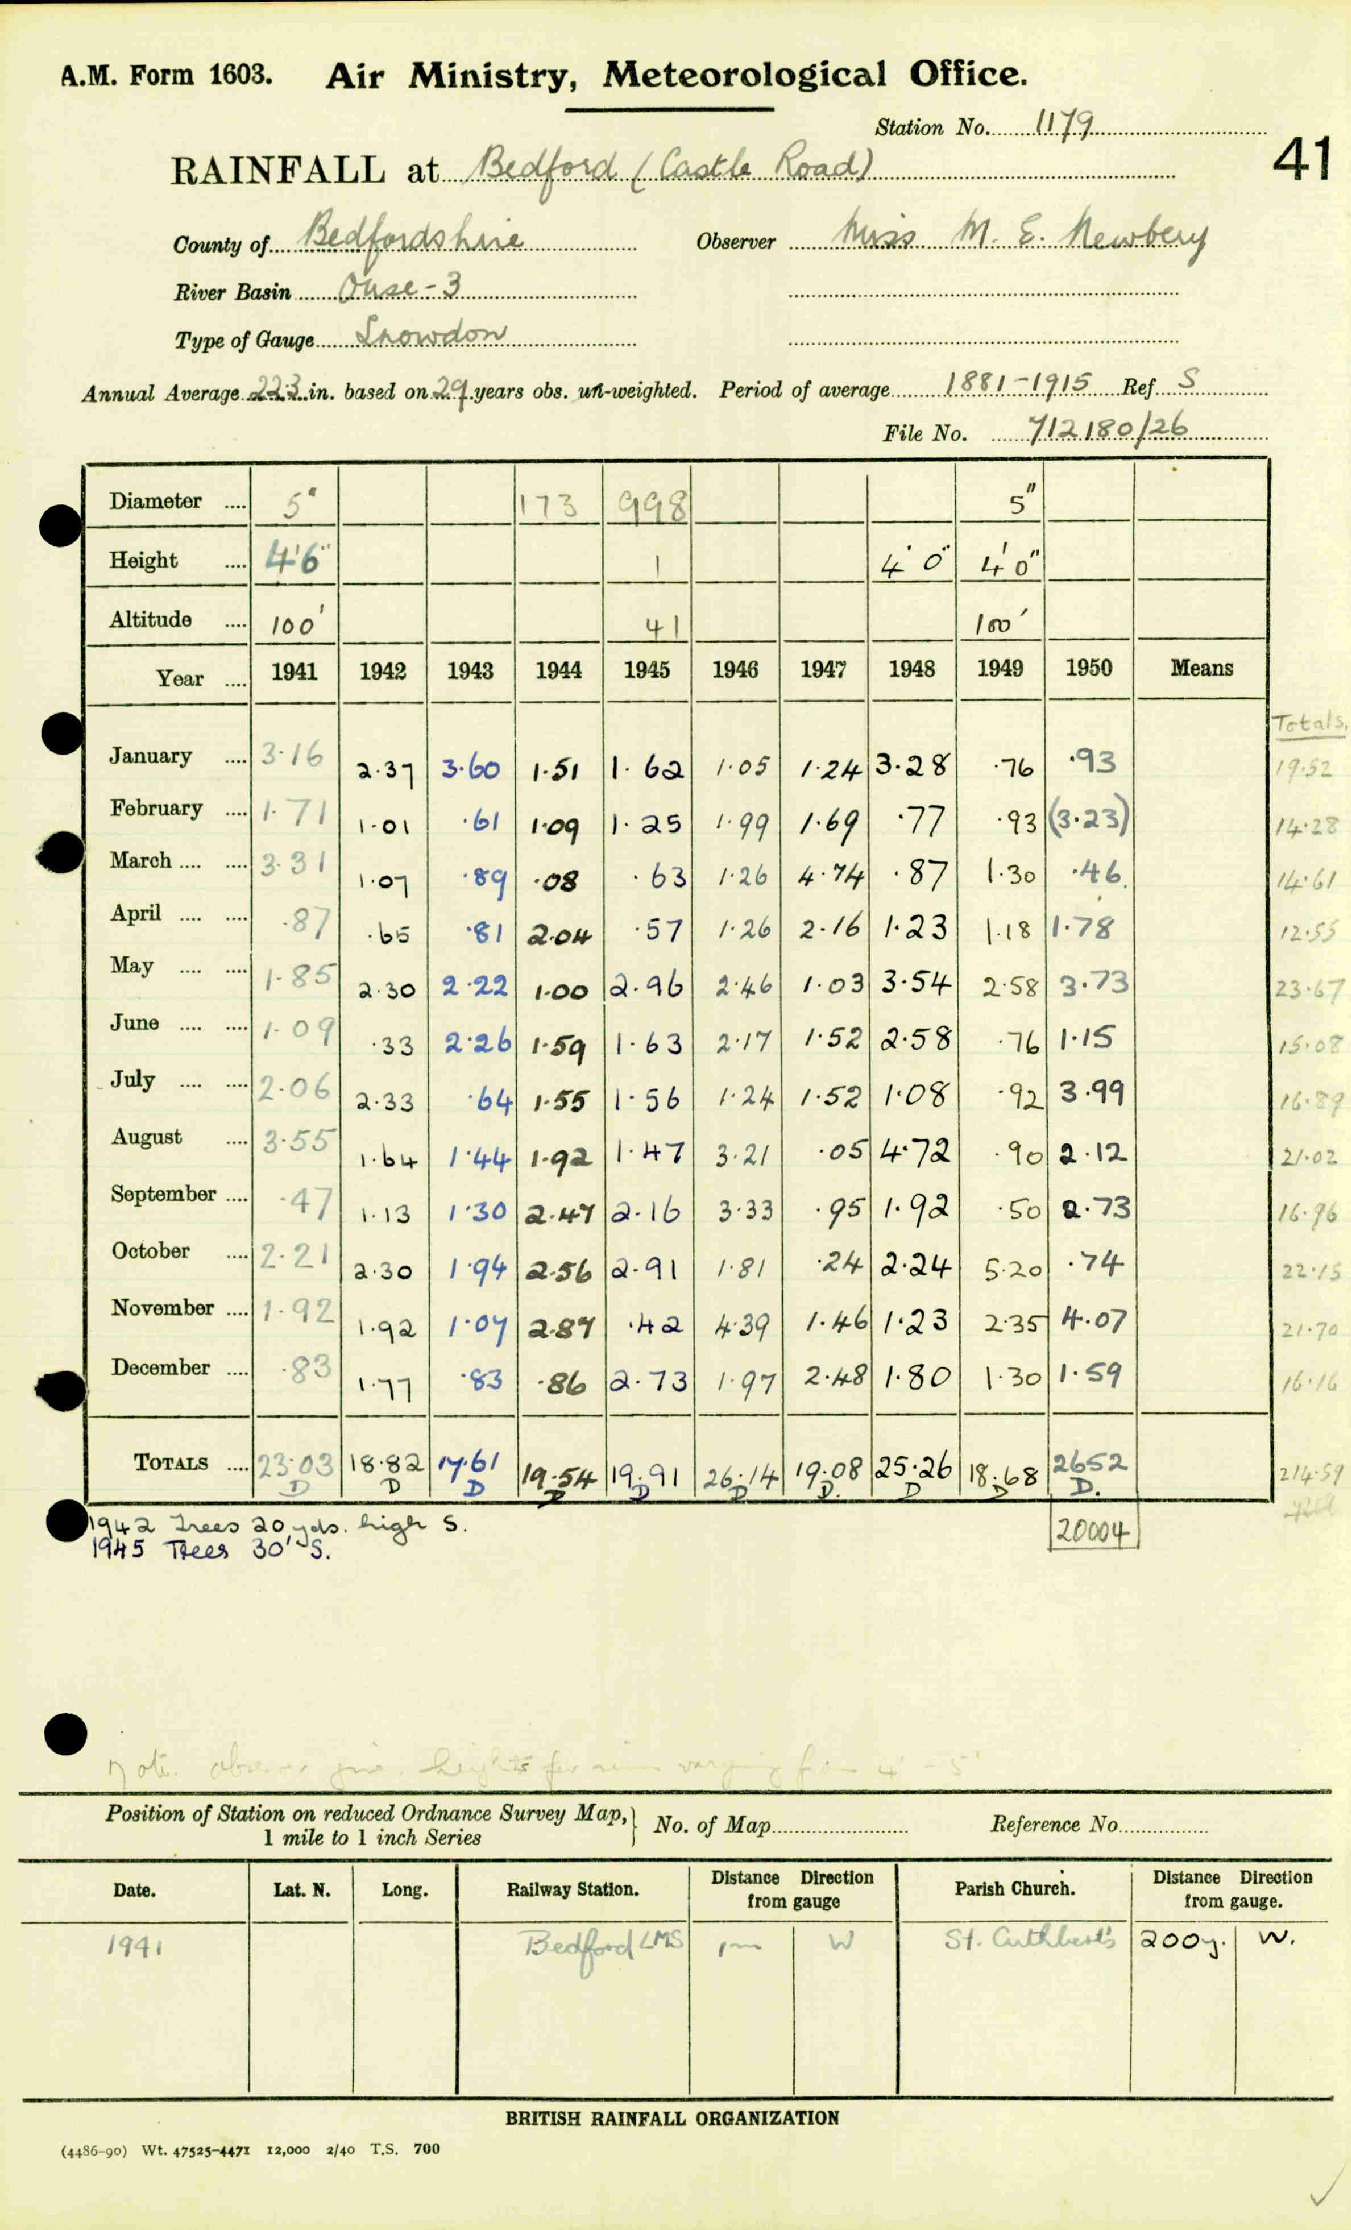 A.M. Form 1603. Air Ministry, Meteorological Office.
Station No. 1179
41
RAINFALL at Bedford (Castle Road)
County of Bedfordshire Observer Miss M. E. Newbery
River Basin Ouse-3
Type of Gauge Snowdon
Annual Average 22.3 in. based on 29 years obs. un-weighted. Period of average 1881-1915 Ref. S
File No. 712180/26
Diameter .... 5" 173 998 5"
Height .... 4'6" 1 4'0" 4'0"
Altitude .... 100' 41 100'
Year .... 1941 1942 1943 1944 1945 1946 1947 1948 1949 1950 Means
Totals.
January .... 3.16 2.37 3.60 1.51 1.62 1.05 1.24 3.28 .76 .93 19.52
February .... 1.71 1.01 .61 1.09 1.25 1.99 1.69 .77 .93 (3.23) 14.28
March .... .... 3.31 1.07 .89 .08 .63 1.26 4.74 .87 1.30 .46 14.61
April .... .... .87 .65 .81 2.04 .57 1.26 2.16 1.23 1.18 1.78 12.55
May .... .... 1.85 2.30 2.22 1.00 2.96 2.46 1.03 3.54 2.58 3.73 23.67
June .... .... 1.09 .33 2.26 1.59 1.63 2.17 1.52 2.58 .76 1.15 15.08
July .... .... 2.06 2.33 .64 1.55 1.56 1.24 1.52 1.08 .92 3.99 16.89
August .... 3.55 1.64 1.44 1.92 1.47 3.21 .05 4.72 .90 2.12 21.02
September .... .47 1.13 1.30 2.47 2.16 3.33 .95 1.92 .50 2.73 16.96
October .... 2.21 2.30 1.94 2.56 2.91 1.81 .24 2.24 5.20 .74 22.15
November .... 1.92 1.92 1.07 2.87 .42 4.39 1.46 1.23 2.35 4.07 21.70
December .... .83 1.77 .83 .86 2.73 1.97 2.48 1.80 1.30 1.59 16.16
TOTALS .... 23.03 18.82 17.61 19.54 19.91 26.14 19.08 25.26 18.68 2652 214.59
D D D D D D D. D D D.
1942 Trees 20 yds. high S.
20004
1945 Trees 30' S.
Note. observer heights for rim varying from 4' - 5'
Position of Station on reduced Ordnance Survey Map, 1 mile to 1 inch Series } No. of Map Reference No.
Date. Lat. N. Long. Railway Station. Distance Direction from gauge Parish Church. Distance Direction from gauge.
1941 Bedford LMS 1m W St. Cuthbert's 200y. W.
BRITISH RAINFALL ORGANIZATION
(4486-90) Wt. 47525-4471 12,000 2/40 T.S. 700